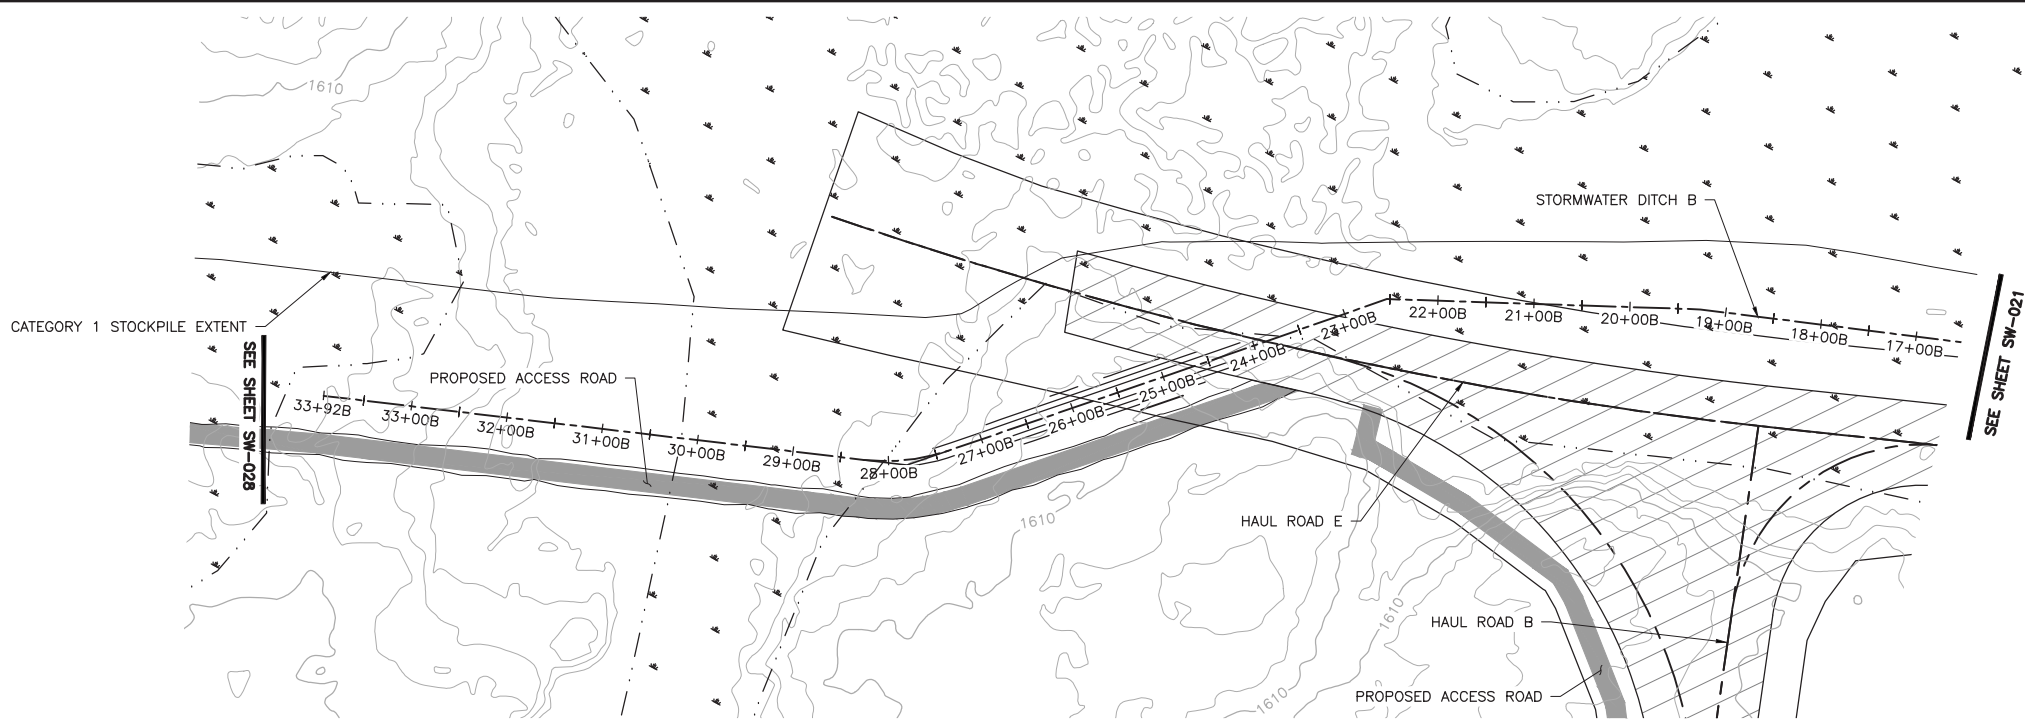 1610
STORMWATER DITCH B
CATEGORY 1 STOCKPILE EXTENT
SEE SHEET SW-028
SEE SHEET SW-021
PROPOSED ACCESS ROAD
33+92B
33+00B
32+00B
31+00B
30+00B
29+00B
28+00B
27+00B
26+00B
25+00B
24+00B
23+00B
22+00B
21+00B
20+00B
19+00B
18+00B
17+00B
1610
HAUL ROAD E
1610
HAUL ROAD B
PROPOSED ACCESS ROAD
1610